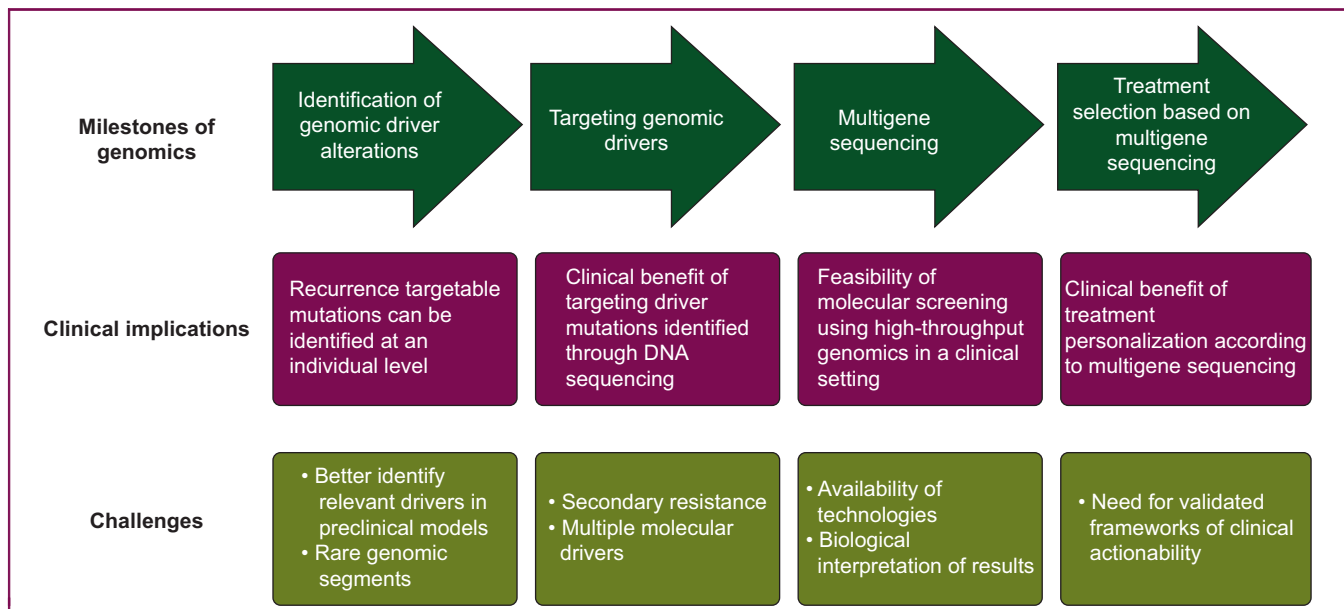 Milestones of
genomics
Identification of
genomic driver
alterations
Targeting genomic
drivers
Multigene
sequencing
Treatment
selection based on
multigene
sequencing
Clinical implications
Recurrence targetable
mutations can be
identified at an
individual level
Clinical benefit of
targeting driver
mutations identified
through DNA
sequencing
Feasibility of
molecular screening
using high-throughput
genomics in a clinical
setting
Clinical benefit of
treatment
personalization according
to multigene sequencing
Challenges
• Better identify
relevant drivers in
preclinical models
• Rare genomic
segments
• Secondary resistance
• Multiple molecular
drivers
• Availability of
technologies
• Biological
interpretation of results
• Need for validated
frameworks of clinical
actionability